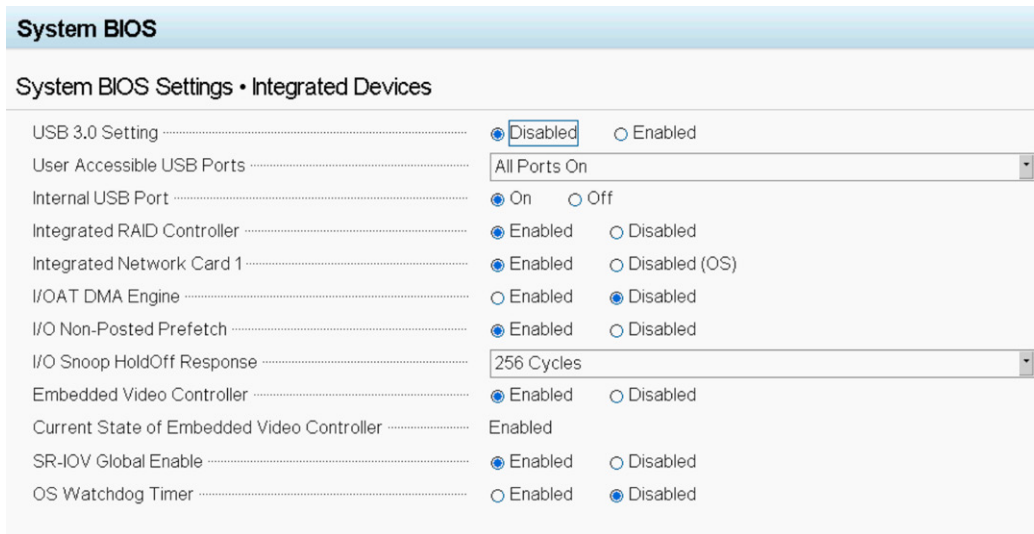 System BIOS
System BIOS Settings • Integrated Devices
USB 3.0 Setting Disabled Enabled
User Accessible USB Ports All Ports On
Internal USB Port On Off
Integrated RAID Controller Enabled Disabled
Integrated Network Card 1 Enabled Disabled (OS)
I/OAT DMA Engine Enabled Disabled
I/O Non-Posted Prefetch Enabled Disabled
I/O Snoop HoldOff Response 256 Cycles
Embedded Video Controller Enabled Disabled
Current State of Embedded Video Controller Enabled
SR-IOV Global Enable Enabled Disabled
OS Watchdog Timer Enabled Disabled